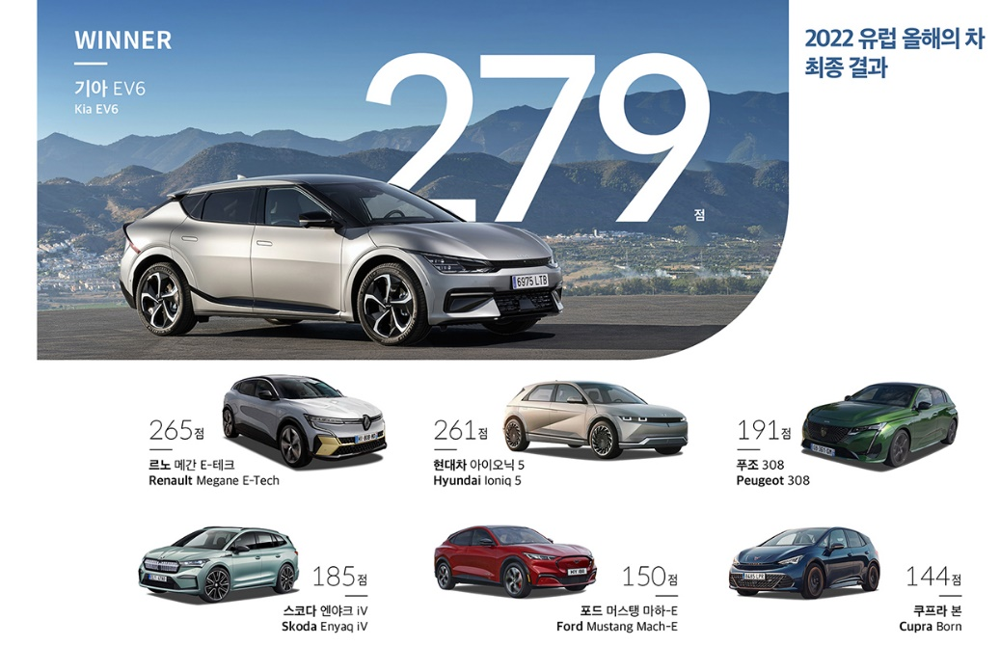 WINNER
기아 EV6
Kia EV6
279점
2022 유럽 올해의 차
최종 결과
6975 LTB
265점
르노 메간 E-테크
Renault Megane E-Tech
261점
현대차 아이오닉 5
Hyundai Ioniq 5
191점
푸조 308
Peugeot 308
185점
스코다 엔야크 iV
Skoda Enyaq iV
150점
포드 머스탱 마하-E
Ford Mustang Mach-E
144점
쿠프라 본
Cupra Born